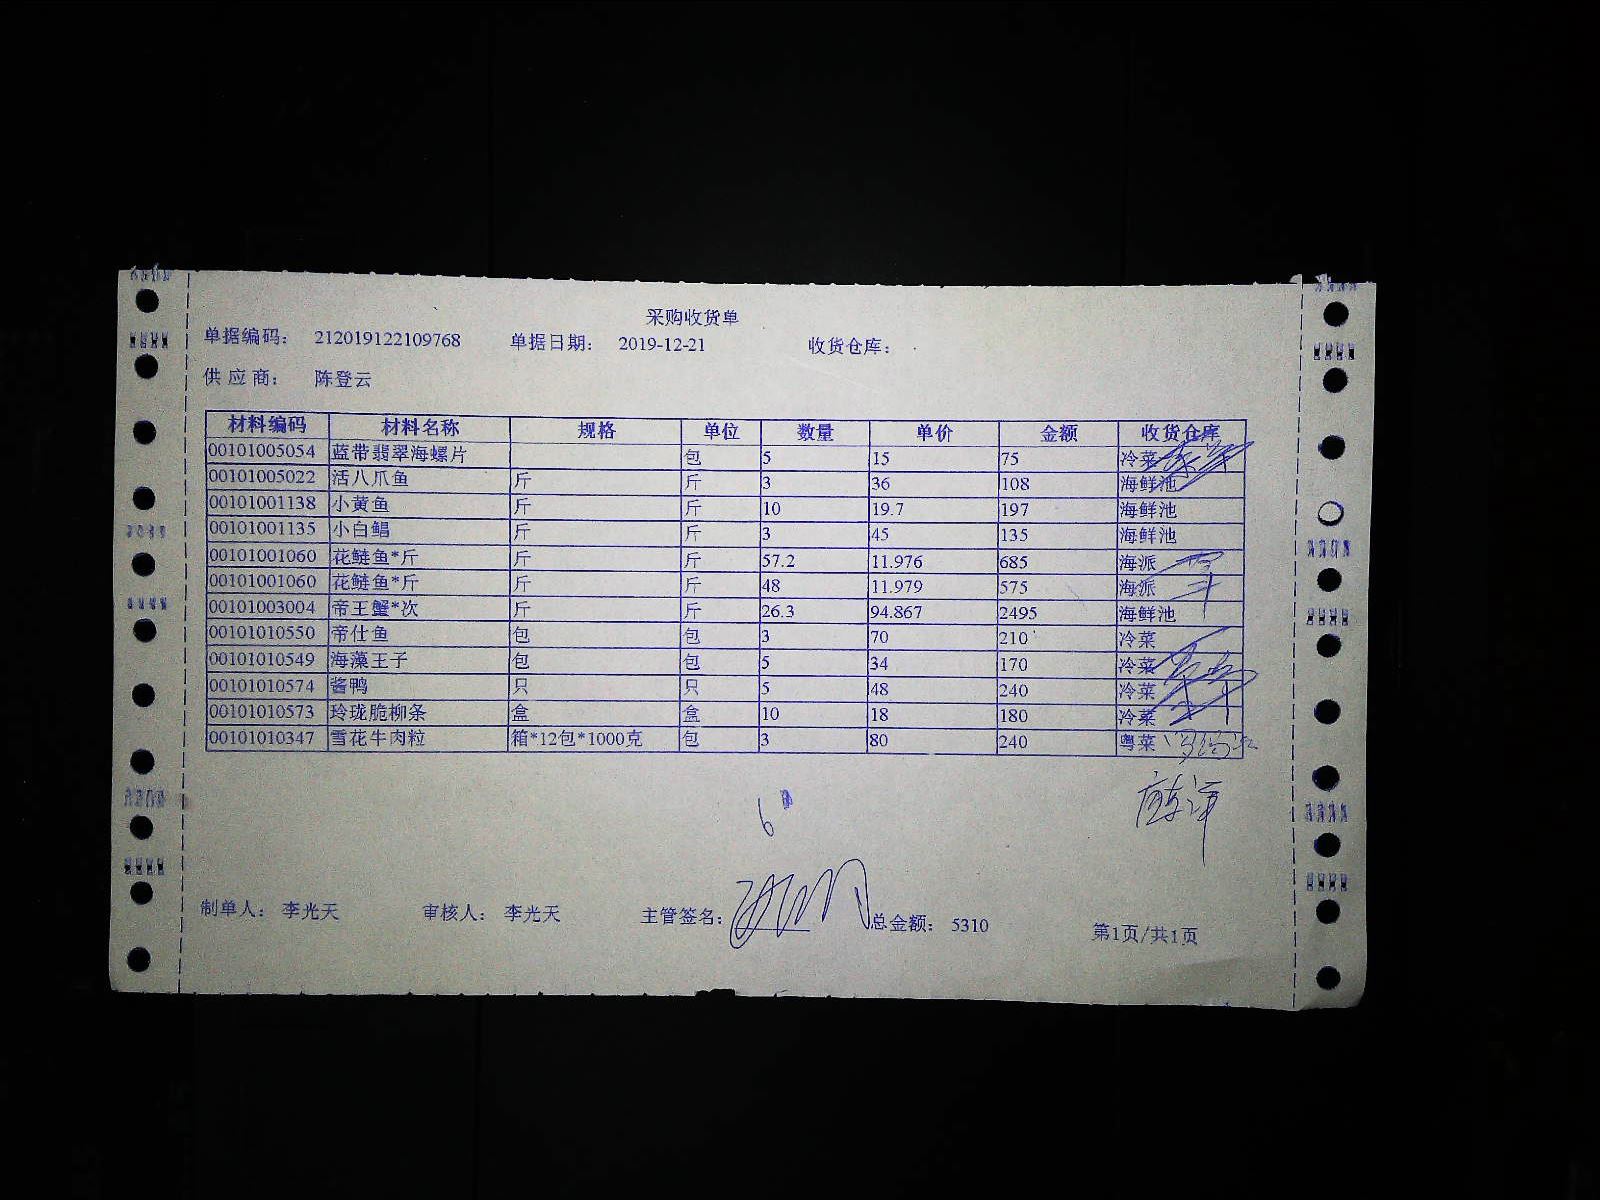 采购收货单
单据编码： 212019122109768 单据日期： 2019-12-21 收货仓库：
供应商： 陈登云
材料编码 材料名称 规格 单位 数量 单价 金额 收货仓库
00101005054 蓝带翡翠海螺片 包 5 15 75 冷菜
00101005022 活八爪鱼 斤 斤 3 36 108 海鲜池
00101001138 小黄鱼 斤 斤 10 19.7 197 海鲜池
00101001135 小白鲳 斤 斤 3 45 135 海鲜池
00101001060 花鲢鱼*斤 斤 斤 57.2 11.976 685 海派
00101001060 花鲢鱼*斤 斤 斤 48 11.979 575 海派
00101003004 帝王蟹*次 斤 斤 26.3 94.867 2495 海鲜池
00101010550 帝仕鱼 包 包 3 70 210 冷菜
00101010549 海藻王子 包 包 5 34 170 冷菜
00101010574 酱鸭 只 只 5 48 240 冷菜
00101010573 玲珑脆柳条 盒 盒 10 18 180 冷菜
00101010347 雪花牛肉粒 箱*12包*1000克 包 3 80 240 粤菜
6
制单人： 李光天 审核人： 李光天 主管签名： 总金额： 5310 第1页/共1页